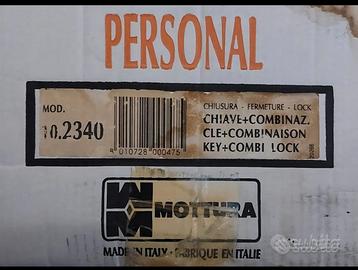 PERSONAL
MOD.
10.2340
8 010728 000475
CHIUSURA - FERMETURE - LOCK
CHIAVE+COMBINAZ.
CLE+COMBINAISON
KEY+COMBI LOCK
MOTTURA
MADE IN ITALY · FABRIQUE EN ITALIE
subito